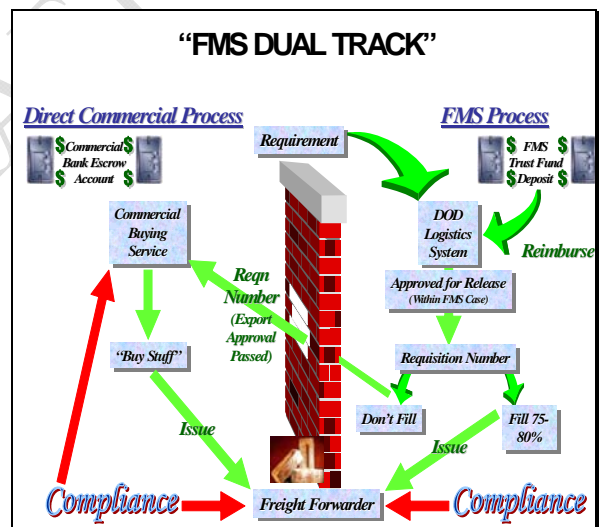 “FMS DUAL TRACK”
Direct Commercial Process
$Commercial$
Bank Escrow
$ Account $
FMS Process
$ FMS $
Trust Fund
$ Deposit $
Requirement
Commercial
Buying
Service
DOD
Logistics
System
Reimburse
Reqn
Number
(Export
Approval
Passed)
Approved for Release
(Within FMS Case)
“Buy Stuff”
Requisition Number
Issue
Don’t Fill
Fill 75-
80%
Issue
Compliance
Freight Forwarder
Compliance